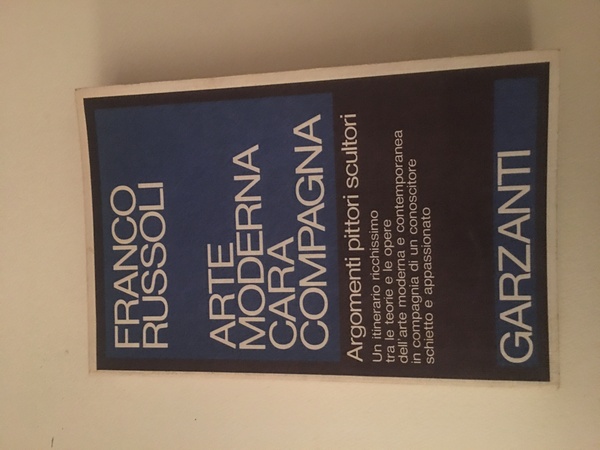 FRANCO
RUSSOLI
ARTE
MODERNA
CARA
COMPAGNA
Argomenti pittori scultori
Un itinerario ricchissimo
tra le teorie e le opere
dell'arte moderna e contemporanea
in compagnia di un conoscitore
schietto e appassionato
GARZANTI